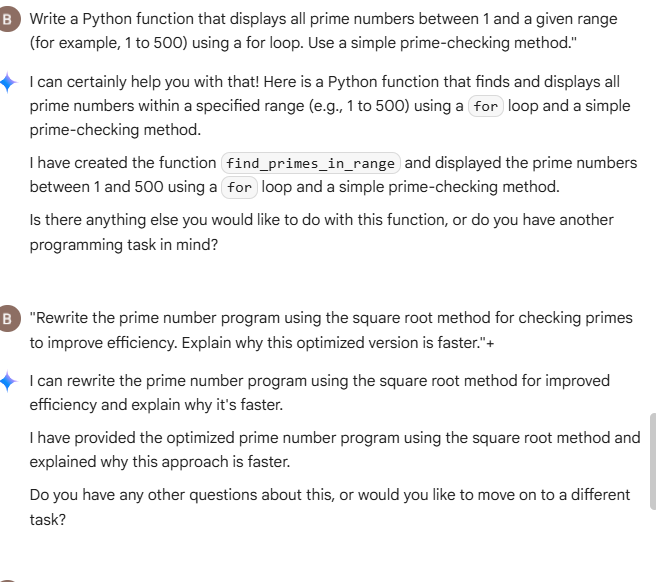 B Write a Python function that displays all prime numbers between 1 and a given range
(for example, 1 to 500) using a for loop. Use a simple prime-checking method."
I can certainly help you with that! Here is a Python function that finds and displays all
prime numbers within a specified range (e.g., 1 to 500) using a for loop and a simple
prime-checking method.
I have created the function find_primes_in_range and displayed the prime numbers
between 1 and 500 using a for loop and a simple prime-checking method.
Is there anything else you would like to do with this function, or do you have another
programming task in mind?
B "Rewrite the prime number program using the square root method for checking primes
to improve efficiency. Explain why this optimized version is faster."+
I can rewrite the prime number program using the square root method for improved
efficiency and explain why it's faster.
I have provided the optimized prime number program using the square root method and
explained why this approach is faster.
Do you have any other questions about this, or would you like to move on to a different
task?